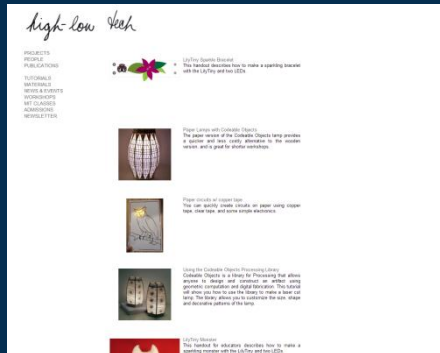 high-low tech
PROJECTS
PEOPLE
PUBLICATIONS
TUTORIALS
MATERIALS
NEWS & EVENTS
WORKSHOPS
MIT CLASSES
ADMISSIONS
NEWSLETTER
LilyTiny Sparkle Bracelet
This handout describes how to make a sparkling bracelet
with the LilyTiny and two LEDs.
Paper Lamps with Codeable Objects
The paper version of the Codeable Objects lamp provides
a quicker and less costly alternative to the wooden
version, and is great for shorter workshops.
Paper circuits w/ copper tape
You can quickly create circuits on paper using copper
tape, clear tape, and some simple electronics.
Using the Codeable Objects Processing Library
Codeable Objects is a library for Processing that allows
anyone to design and construct an artifact using
geometric computation and digital fabrication. This tutorial
will show you how to use the library to make a laser cut
lamp. The library allows you to customize the size, shape
and decorative patterns of the lamp.
LilyTiny Monster
This handout for educators describes how to make a
sparkling monster with the LilyTiny and two LEDs.